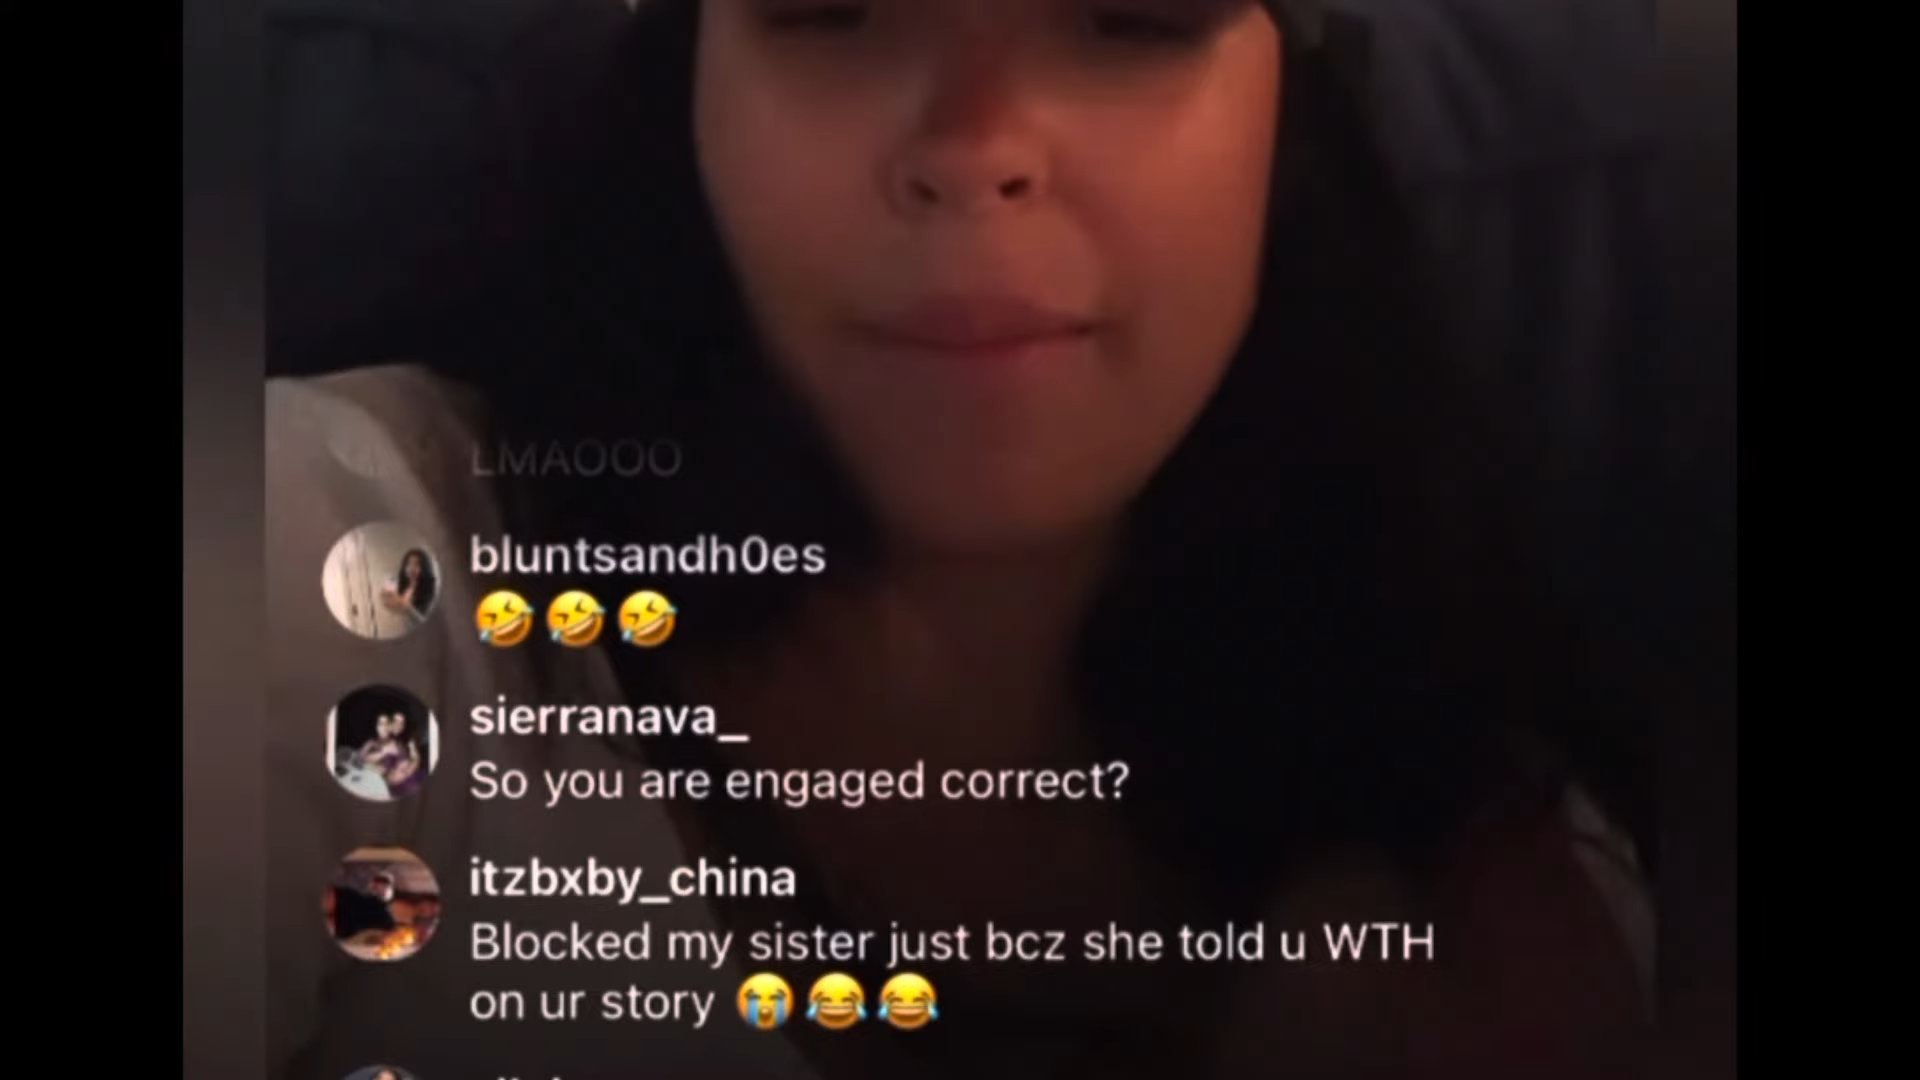 LMAOOO
bluntsandh0es
🤣🤣🤣
sierranava_
So you are engaged correct?
itzbxby_china
Blocked my sister just bcz she told u WTH
on ur story 😭😂😂